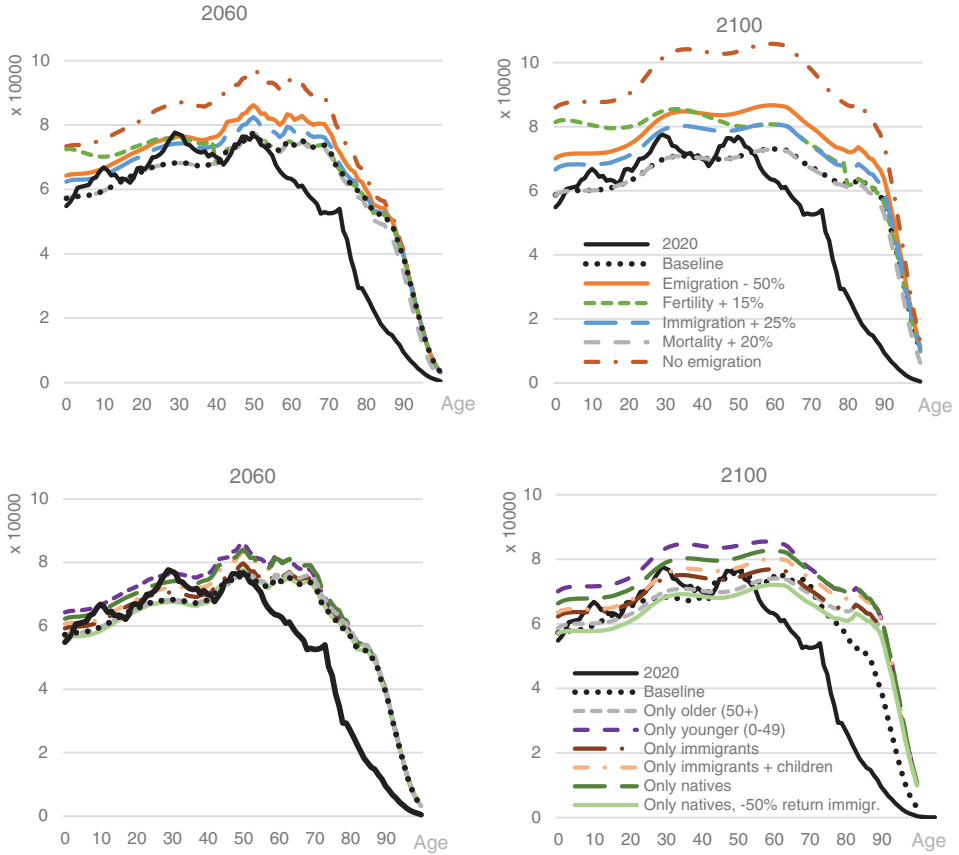 2060
x 10000
10
8
6
4
2
0
0 10 20 30 40 50 60 70 80 90 Age
2100
x 10000
10
8
6
4
2
0
2020
Baseline
Emigration - 50%
Fertility + 15%
Immigration + 25%
Mortality + 20%
No emigration
0 10 20 30 40 50 60 70 80 90 Age
2060
x 10000
10
8
6
4
2
0
0 10 20 30 40 50 60 70 80 90 Age
2100
x 10000
10
8
6
4
2
0
2020
Baseline
Only older (50+)
Only younger (0-49)
Only immigrants
Only immigrants + children
Only natives
Only natives, -50% return immigr.
0 10 20 30 40 50 60 70 80 90 Age